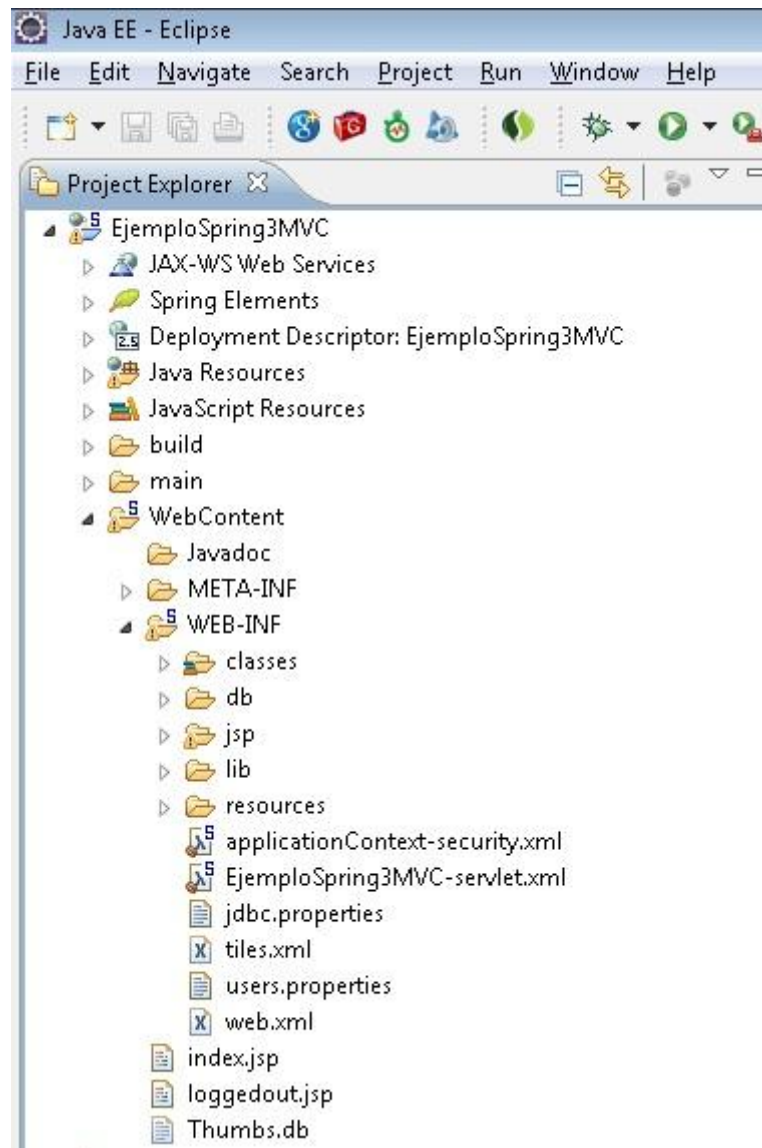 Java EE - Eclipse
File Edit Navigate Search Project Run Window Help
Project Explorer
EjemploSpring3MVC
JAX-WS Web Services
Spring Elements
2.5 Deployment Descriptor: EjemploSpring3MVC
Java Resources
JavaScript Resources
build
main
WebContent
Javadoc
META-INF
WEB-INF
classes
db
jsp
lib
resources
applicationContext-security.xml
EjemploSpring3MVC-servlet.xml
jdbc.properties
tiles.xml
users.properties
web.xml
index.jsp
loggedout.jsp
Thumbs.db